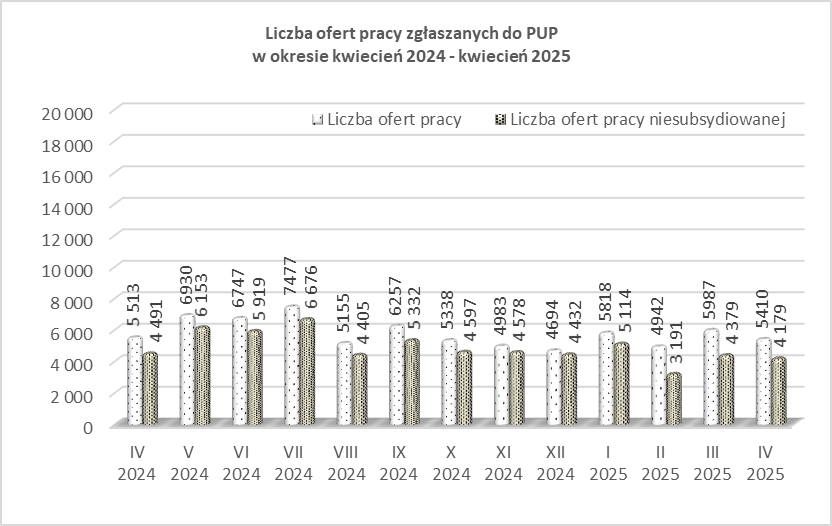 Liczba ofert pracy zgłaszanych do PUP
w okresie kwiecień 2024 - kwiecień 2025
20 000
18 000
16 000
14 000
12 000
10 000
8 000
6 000
4 000
2 000
0
Liczba ofert pracy
Liczba ofert pracy niesubsydiowanej
5 513
4 491
6930
6 153
6747
5 919
7477
6 676
5155
4 405
6257
5 332
5338
4 597
4983
4 578
4694
4 432
5818
5 114
4942
3 191
5987
4 379
5410
4 179
IV
2024
V
2024
VI
2024
VII
2024
VIII
2024
IX
2024
X
2024
XI
2024
XII
2024
I
2025
II
2025
III
2025
IV
2025